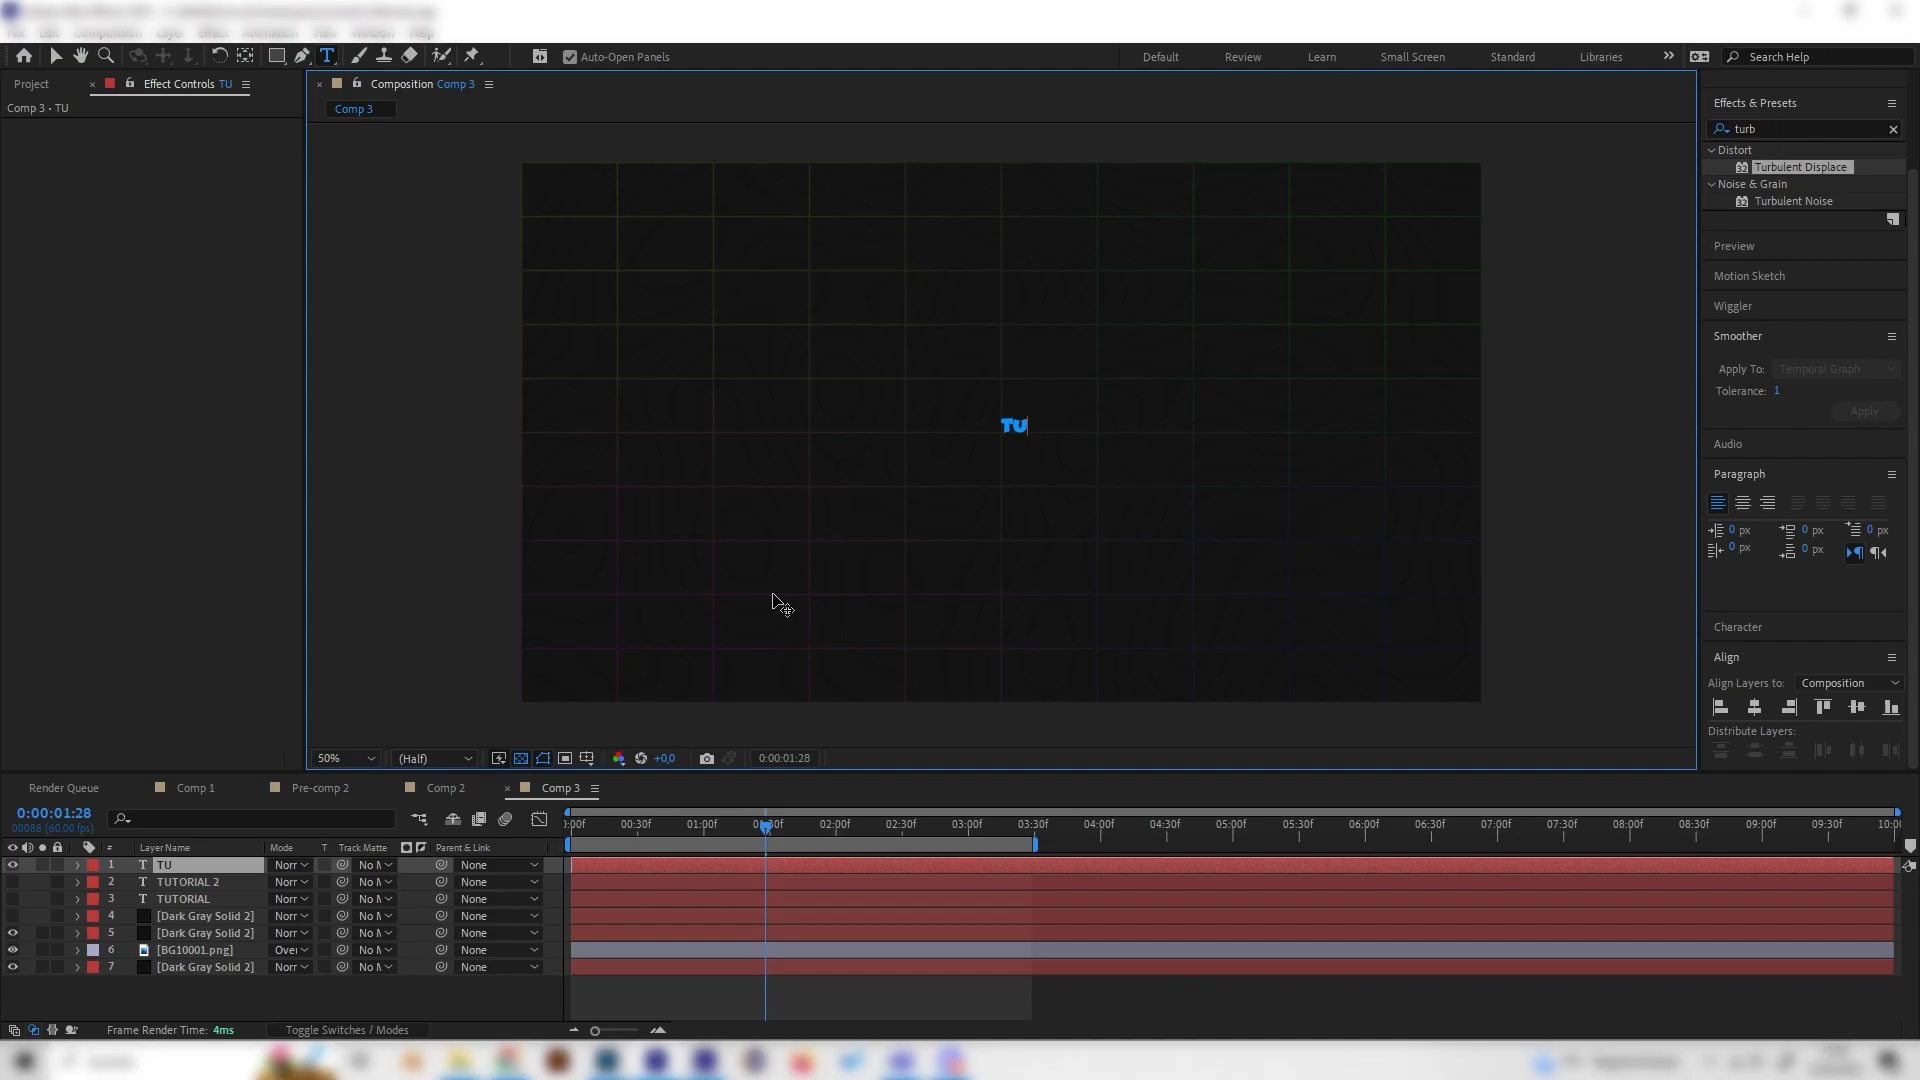 Auto-Open Panels
Default
Review
Learn
Small Screen
Standard
Libraries
Search Help
Project
Effect Controls TU
Comp 3 • TU
Composition Comp 3
Comp 3
TU
50%
(Half)
+0,0
0:00:01:28
Effects & Presets
turb
Distort
Turbulent Displace
Noise & Grain
Turbulent Noise
Preview
Motion Sketch
Wiggler
Smoother
Apply To: Temporal Graph
Tolerance: 1
Apply
Audio
Paragraph
0 px 0 px 0 px
0 px 0 px
Character
Align
Align Layers to: Composition
Distribute Layers:
Render Queue
Comp 1
Pre-comp 2
Comp 2
Comp 3
0:00:01:28
00088 (60.00 fps)
:00f 00:30f 01:00f 01:30f 02:00f 02:30f 03:00f 03:30f 04:00f 04:30f 05:00f 05:30f 06:00f 06:30f 07:00f 07:30f 08:00f 08:30f 09:00f 09:30f 10:0
# Layer Name Mode T Track Matte Parent & Link
1 T TU Norr No M None
2 T TUTORIAL 2 Norr No M None
3 T TUTORIAL Norr No M None
4 [Dark Gray Solid 2] Norr No M None
5 [Dark Gray Solid 2] Norr No M None
6 [BG10001.png] Over No M None
7 [Dark Gray Solid 2] Norr No M None
Frame Render Time: 4ms
Toggle Switches / Modes